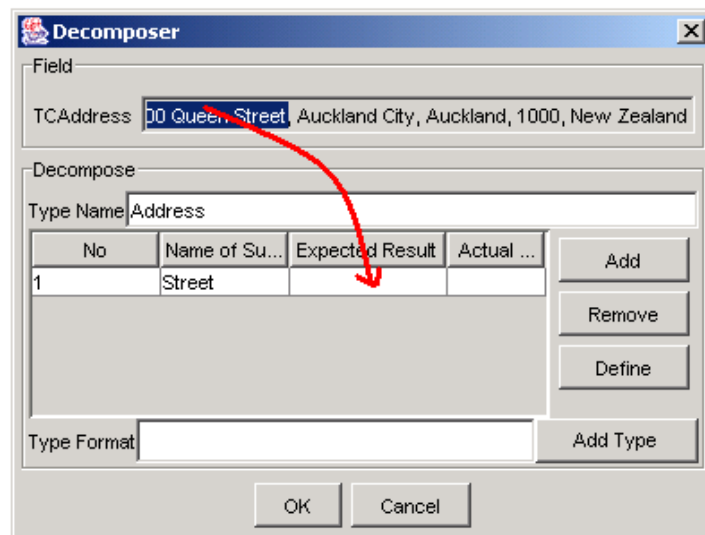 Decomposer
Field
TCAddress 00 Queen Street, Auckland City, Auckland, 1000, New Zealand
Decompose
Type Name Address
No Name of Su... Expected Result Actual ...
1 Street
Add
Remove
Define
Type Format
Add Type
OK Cancel